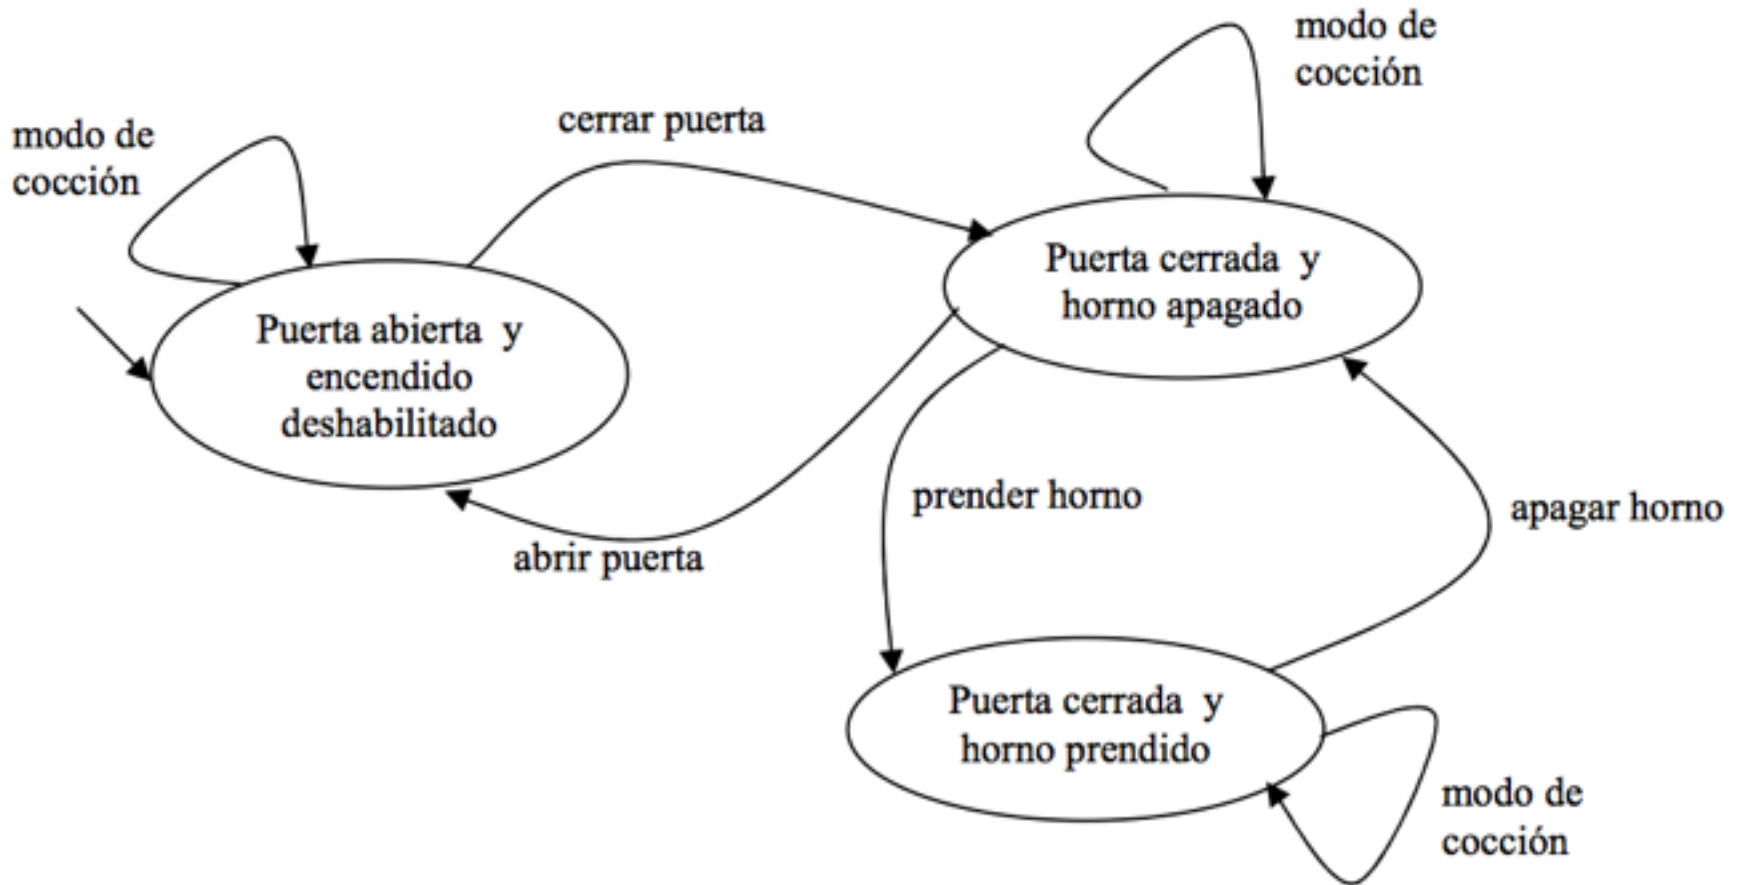 modo de
cocción
cerrar puerta
modo de
cocción
Puerta abierta y
encendido
deshabilitado
Puerta cerrada y
horno apagado
abrir puerta
prender horno
apagar horno
Puerta cerrada y
horno prendido
modo de
cocción